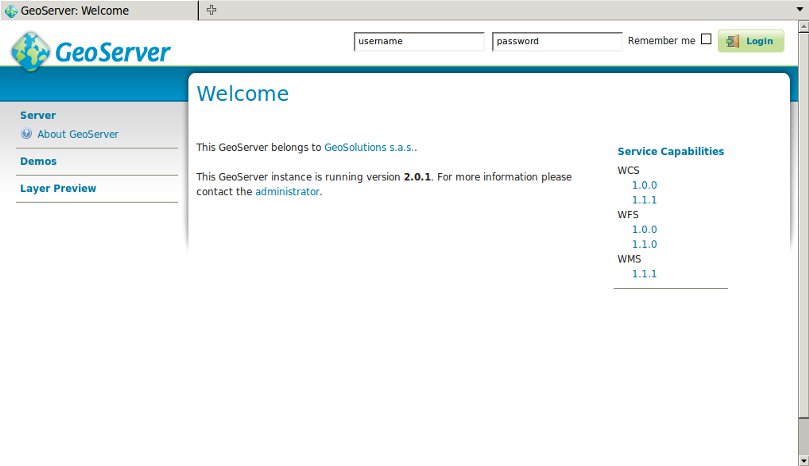 GeoServer: Welcome
GeoServer
username
password
Remember me
Login
Welcome
Server
About GeoServer
Demos
Layer Preview
This GeoServer belongs to GeoSolutions s.a.s..
This GeoServer instance is running version 2.0.1. For more information please
contact the administrator.
Service Capabilities
WCS
1.0.0
1.1.1
WFS
1.0.0
1.1.0
WMS
1.1.1